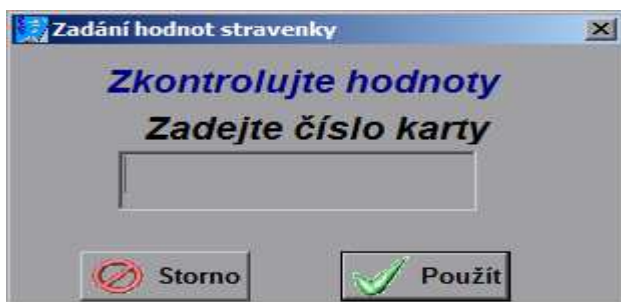 Zadání hodnot stravenky
Zkontrolujte hodnoty
Zadejte číslo karty
Storno
Použít